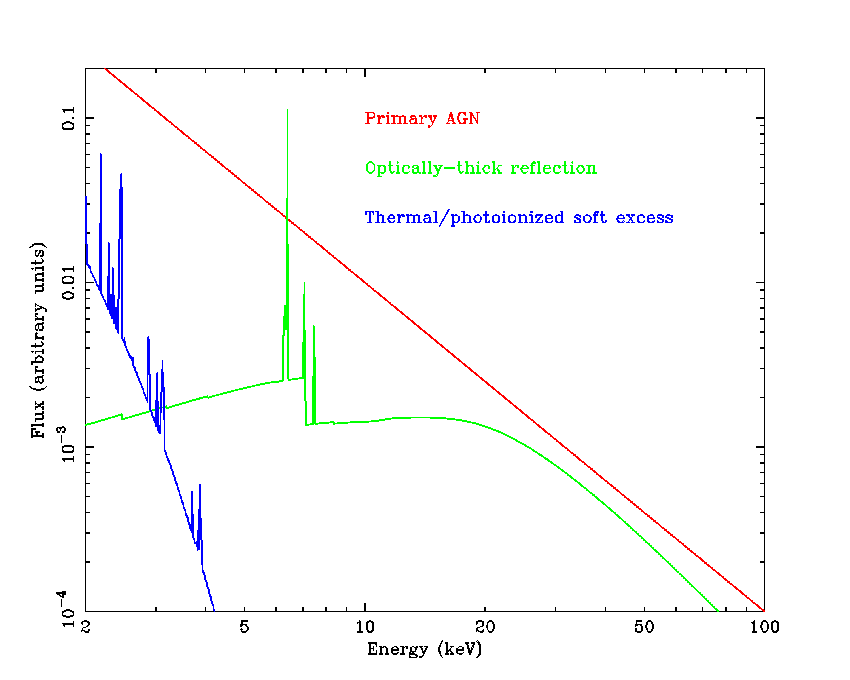 0.1
0.01
10−3
10−4
Flux (arbitrary units)
Primary AGN
Optically−thick reflection
Thermal/photoionized soft excess
2 5 10 20 50 100
Energy (keV)